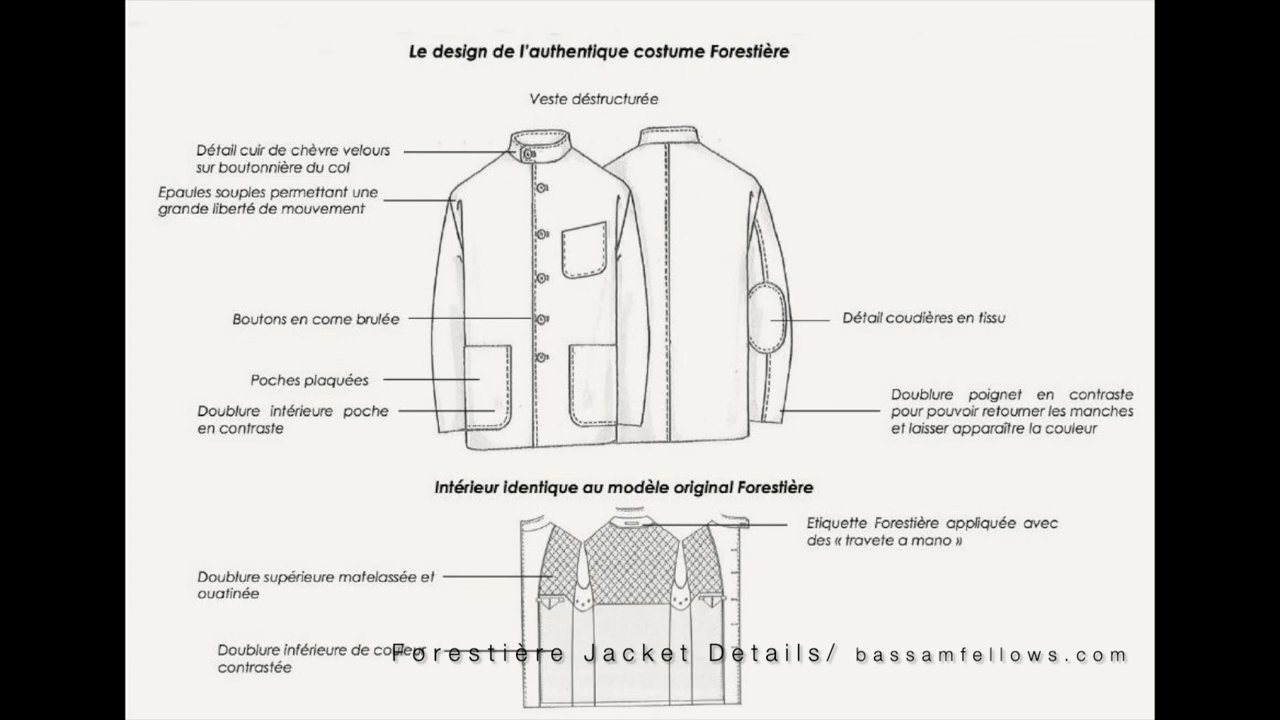 Le design de l'authentique costume Forestière
Veste déstructurée
Détail cuir de chèvre velours
sur boutonnière du col
Epaules souples permettant une
grande liberté de mouvement
Boutons en corne brulée
Détail coudières en tissu
Poches plaquées
Doublure intérieure poche
en contraste
Doublure poignet en contraste
pour pouvoir retourner les manches
et laisser apparaître la couleur
Intérieur identique au modèle original Forestière
Etiquette Forestière appliquée avec
des « travete a mano »
Doublure supérieure matelassée et
ouatinée
Doublure inférieure de couleur
contrastée
Forestière Jacket Details/ bassamfellows.com